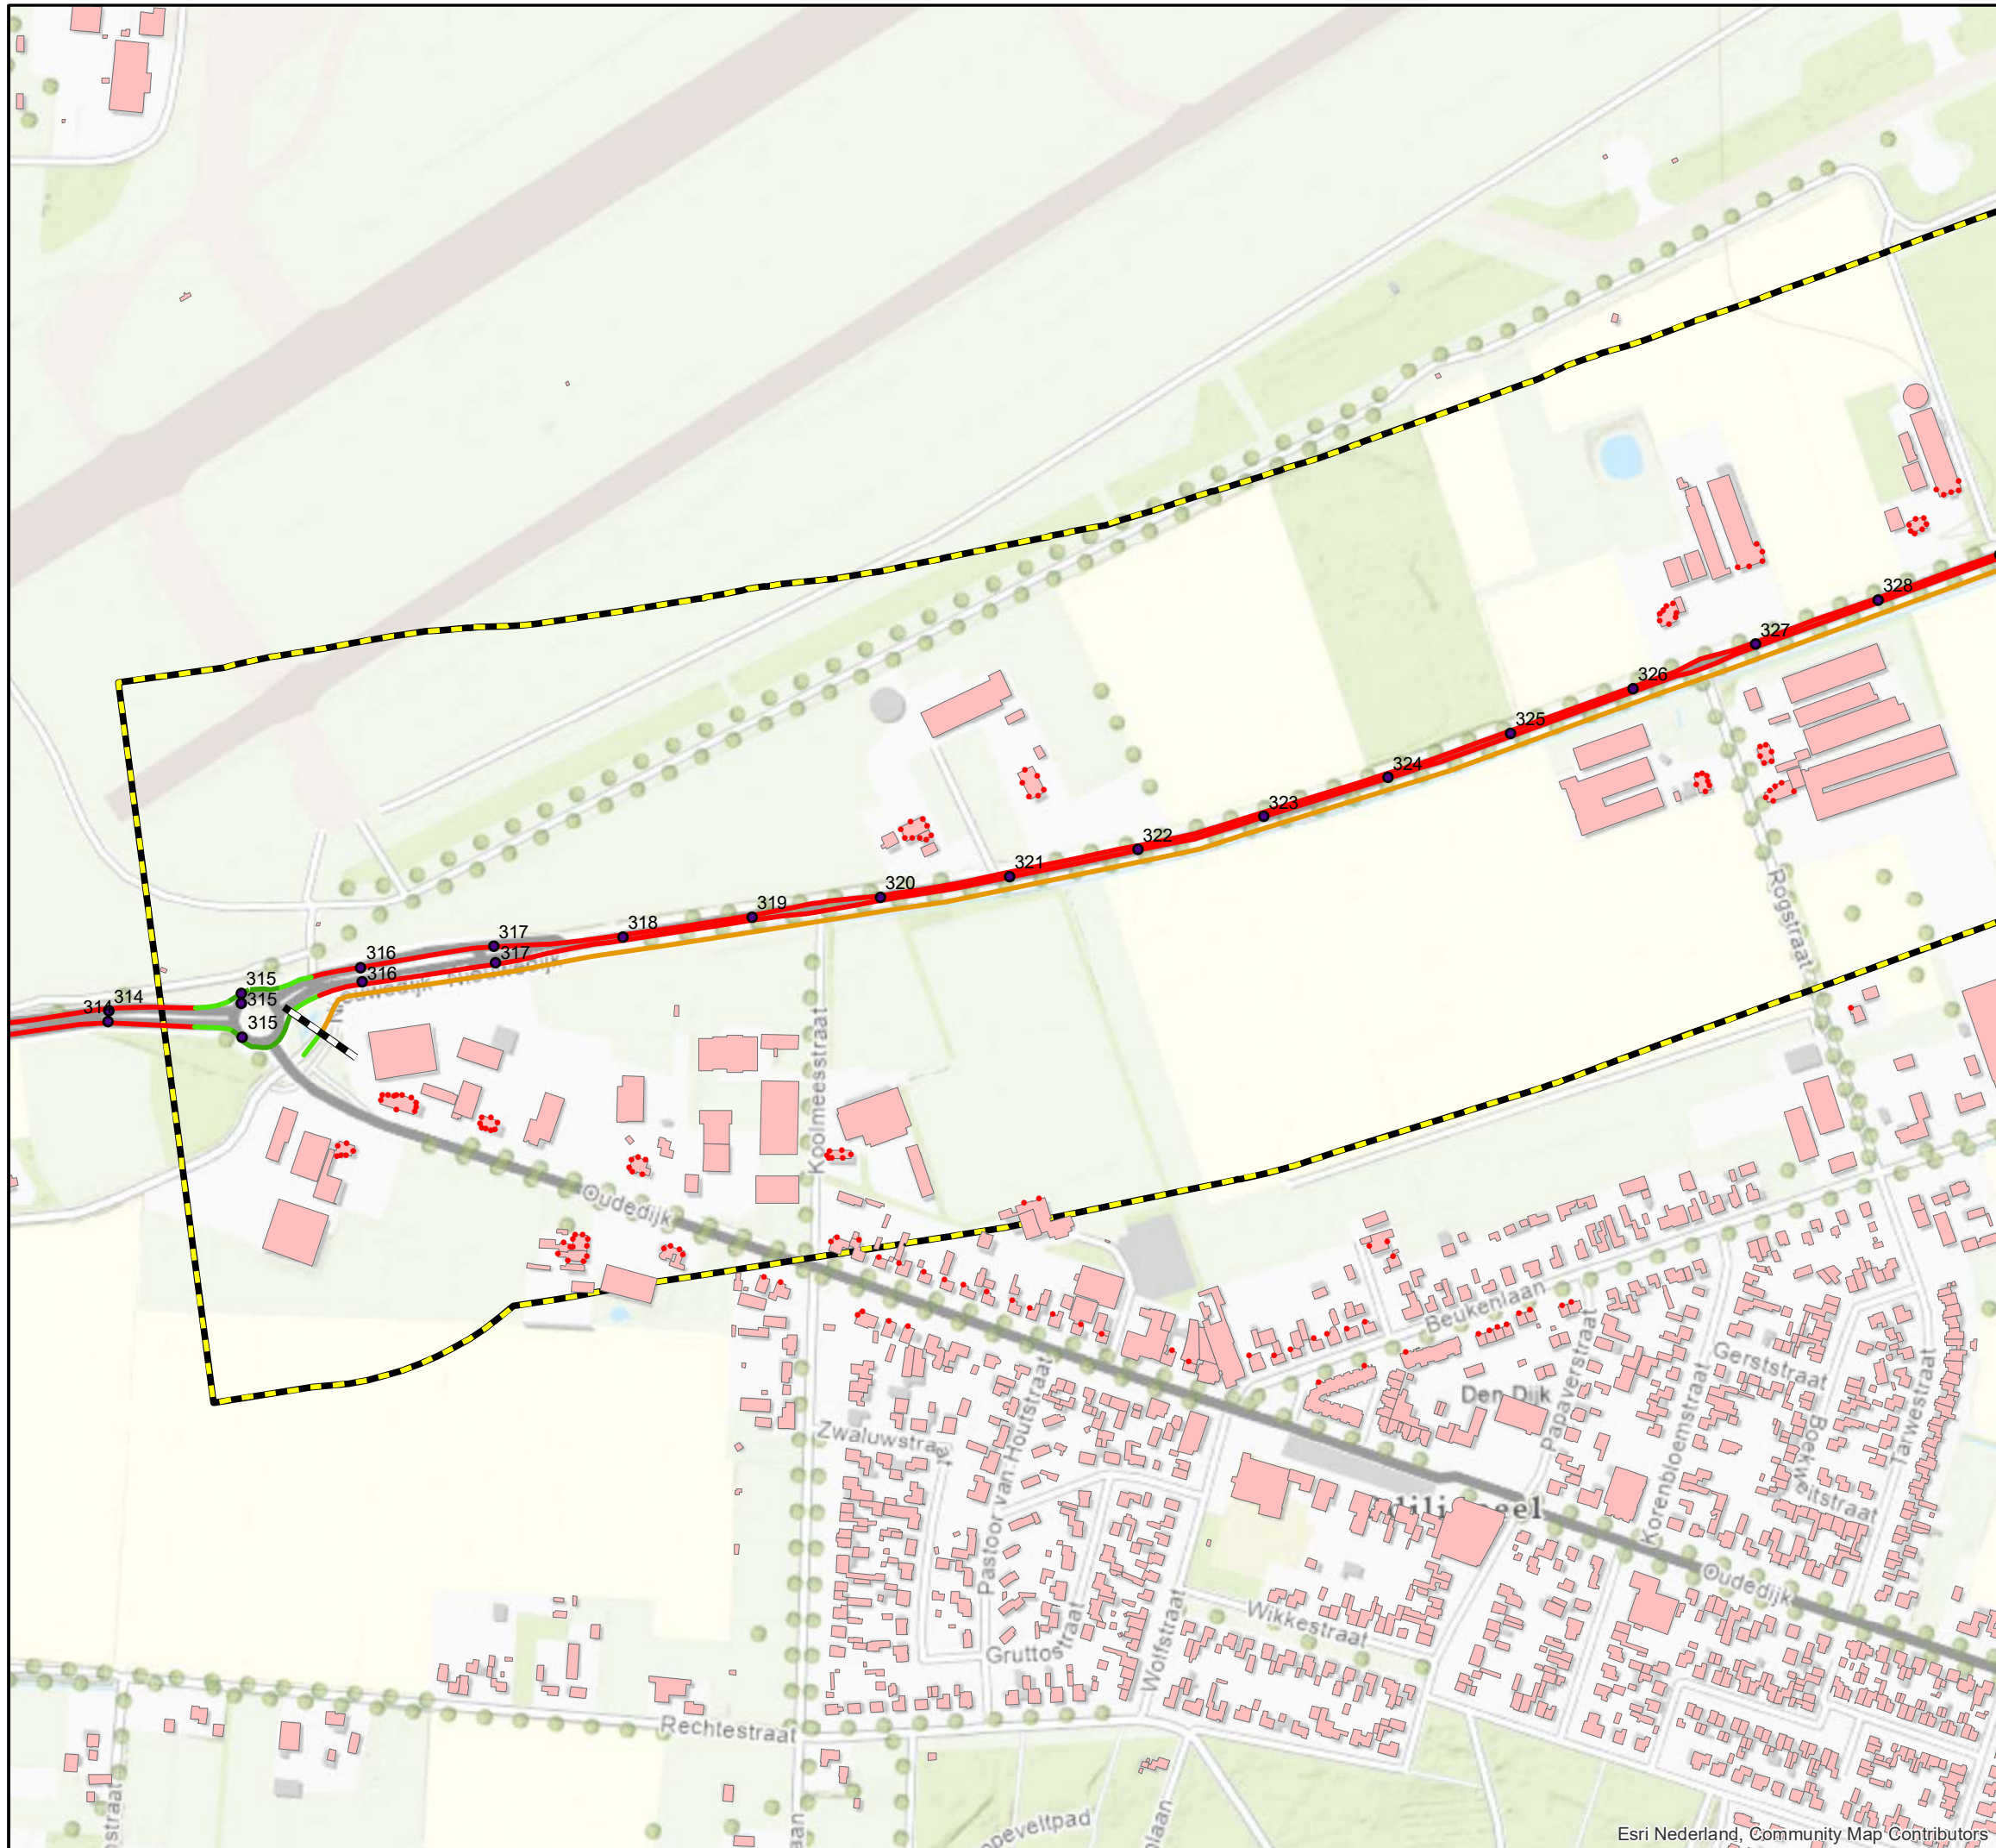 328
327
326
325
324
323
322
321
320
319
318
317
317
316
316
315
315
315
314
314
Nieuwedijk
Rogstraat
Koolmeesstraat
Oudedijk
Beukenlaan
Den Dijk
Papaverstraat
Gerststraat
Korenbloemstraat
Boekweitstraat
Tarwestraat
Zwaluwstraat
Pastoor van Houtstraat
Oudedijk
Wolfstraat
Wikkestraat
Gruttostraat
Rechtestraat
Esri Nederland, Community Map Contributors